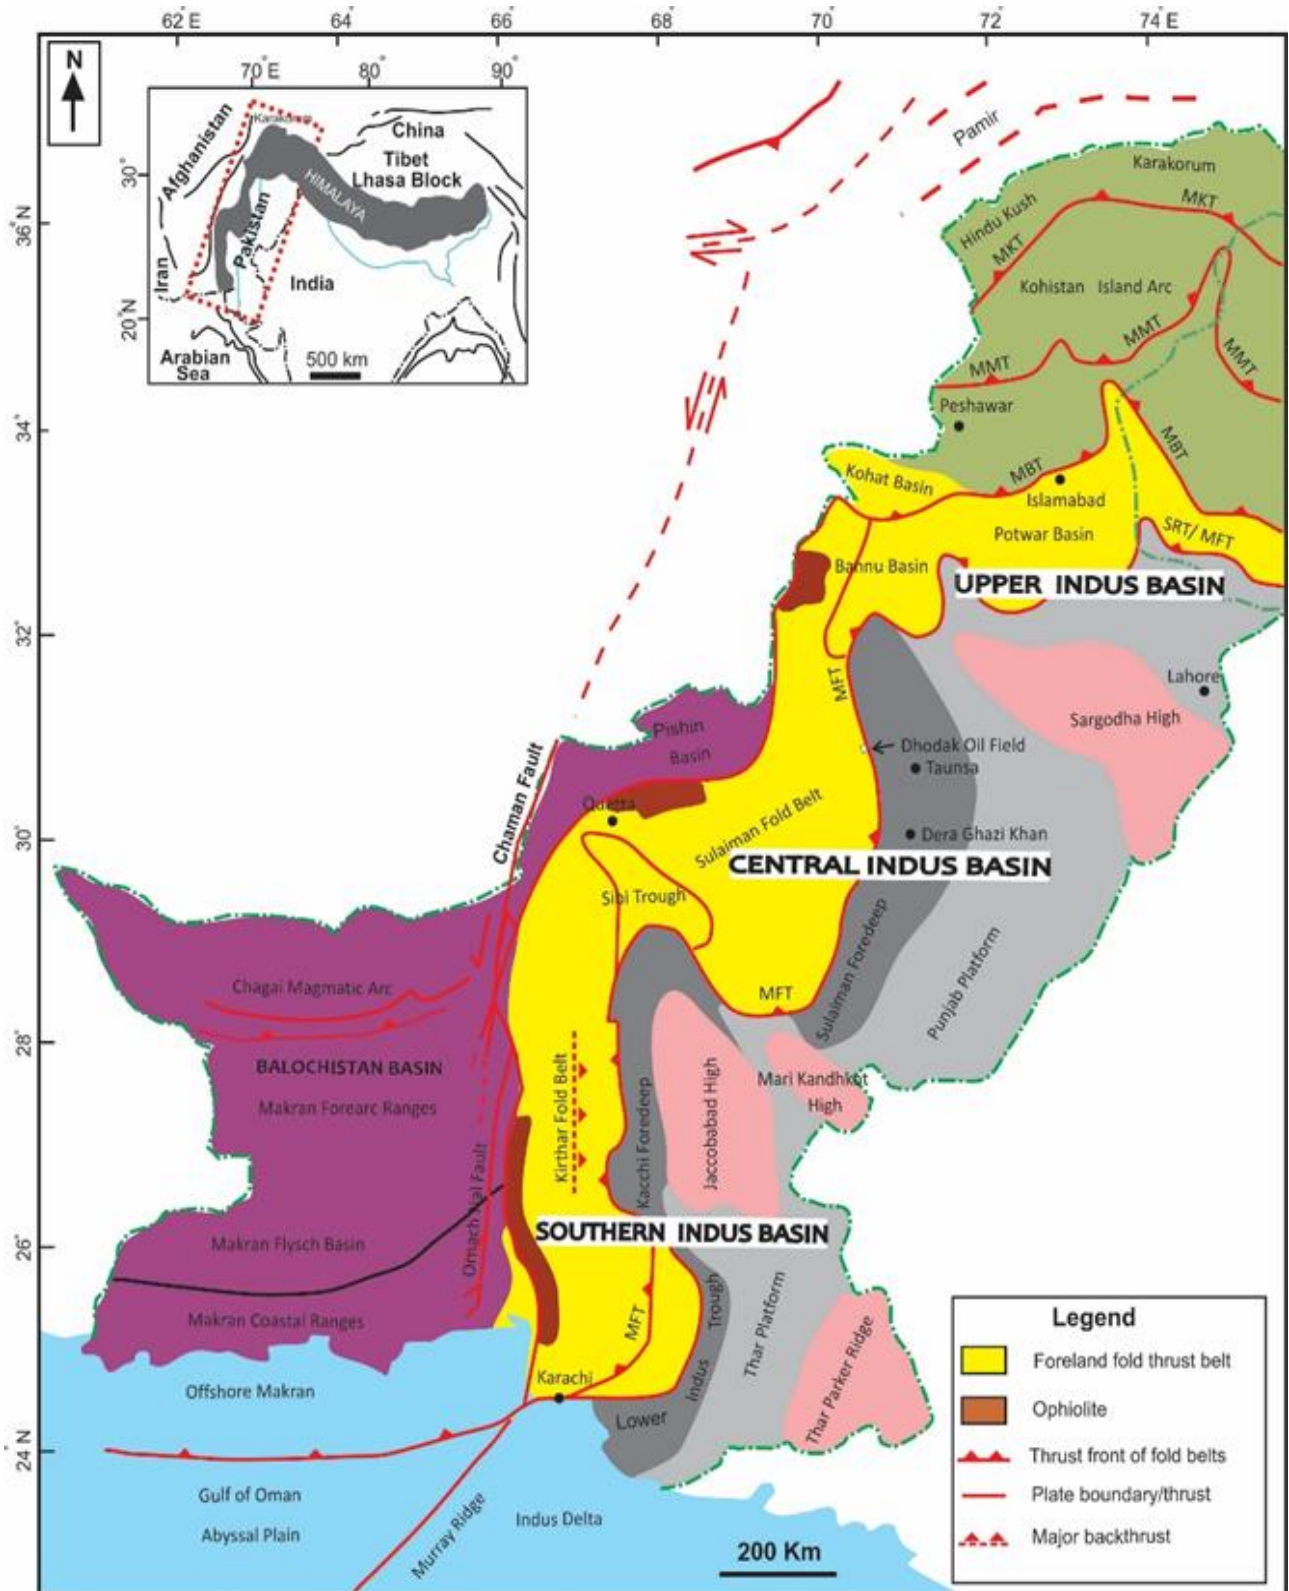 62 E
64
66
68
70
72
74 E
N
70 E
80
90
30
20 N
Afghanistan
Karakorum
China
Tibet
Lhasa Block
HIMALAYA
Pakistan
Iran
India
Arabian
Sea
500 km
36 N
34
32
30
28
26
24 N
Pamir
Karakorum
Hindu Kush
MKT
MKT
Kohistan Island Arc
MMT
MMT
MMT
Peshawar
MBT
Kohat Basin
MBT
Islamabad
Potwar Basin
SRT/ MFT
Bannu Basin
UPPER INDUS BASIN
MFT
Lahore
Sargodha High
Pishin
Basin
Dhodak Oil Field
Taunsa
Chaman Fault
Quetta
Sulaiman Fold Belt
Dera Ghazi Khan
CENTRAL INDUS BASIN
Sibi Trough
Sulaiman Foredeep
Punjab Platform
MFT
Chagai Magmatic Arc
BALOCHISTAN BASIN
Makran Forearc Ranges
Kirthar Fold Belt
Kacchi Foredeep
Jaccobabad High
Mari Kandhkot
High
Ornach Nal Fault
SOUTHERN INDUS BASIN
Makran Flysch Basin
Makran Coastal Ranges
MFT
Lower Indus Trough
Thar Platform
Thar Parker Ridge
Karachi
Offshore Makran
Gulf of Oman
Abyssal Plain
Murray Ridge
Indus Delta
200 Km
Legend
Foreland fold thrust belt
Ophiolite
Thrust front of fold belts
Plate boundary/thrust
Major backthrust